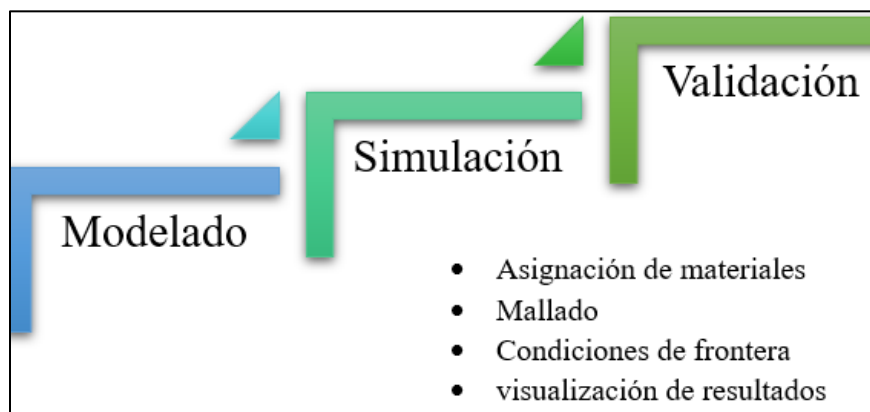 Modelado
Simulación
Validación
• Asignación de materiales
• Mallado
• Condiciones de frontera
• visualización de resultados